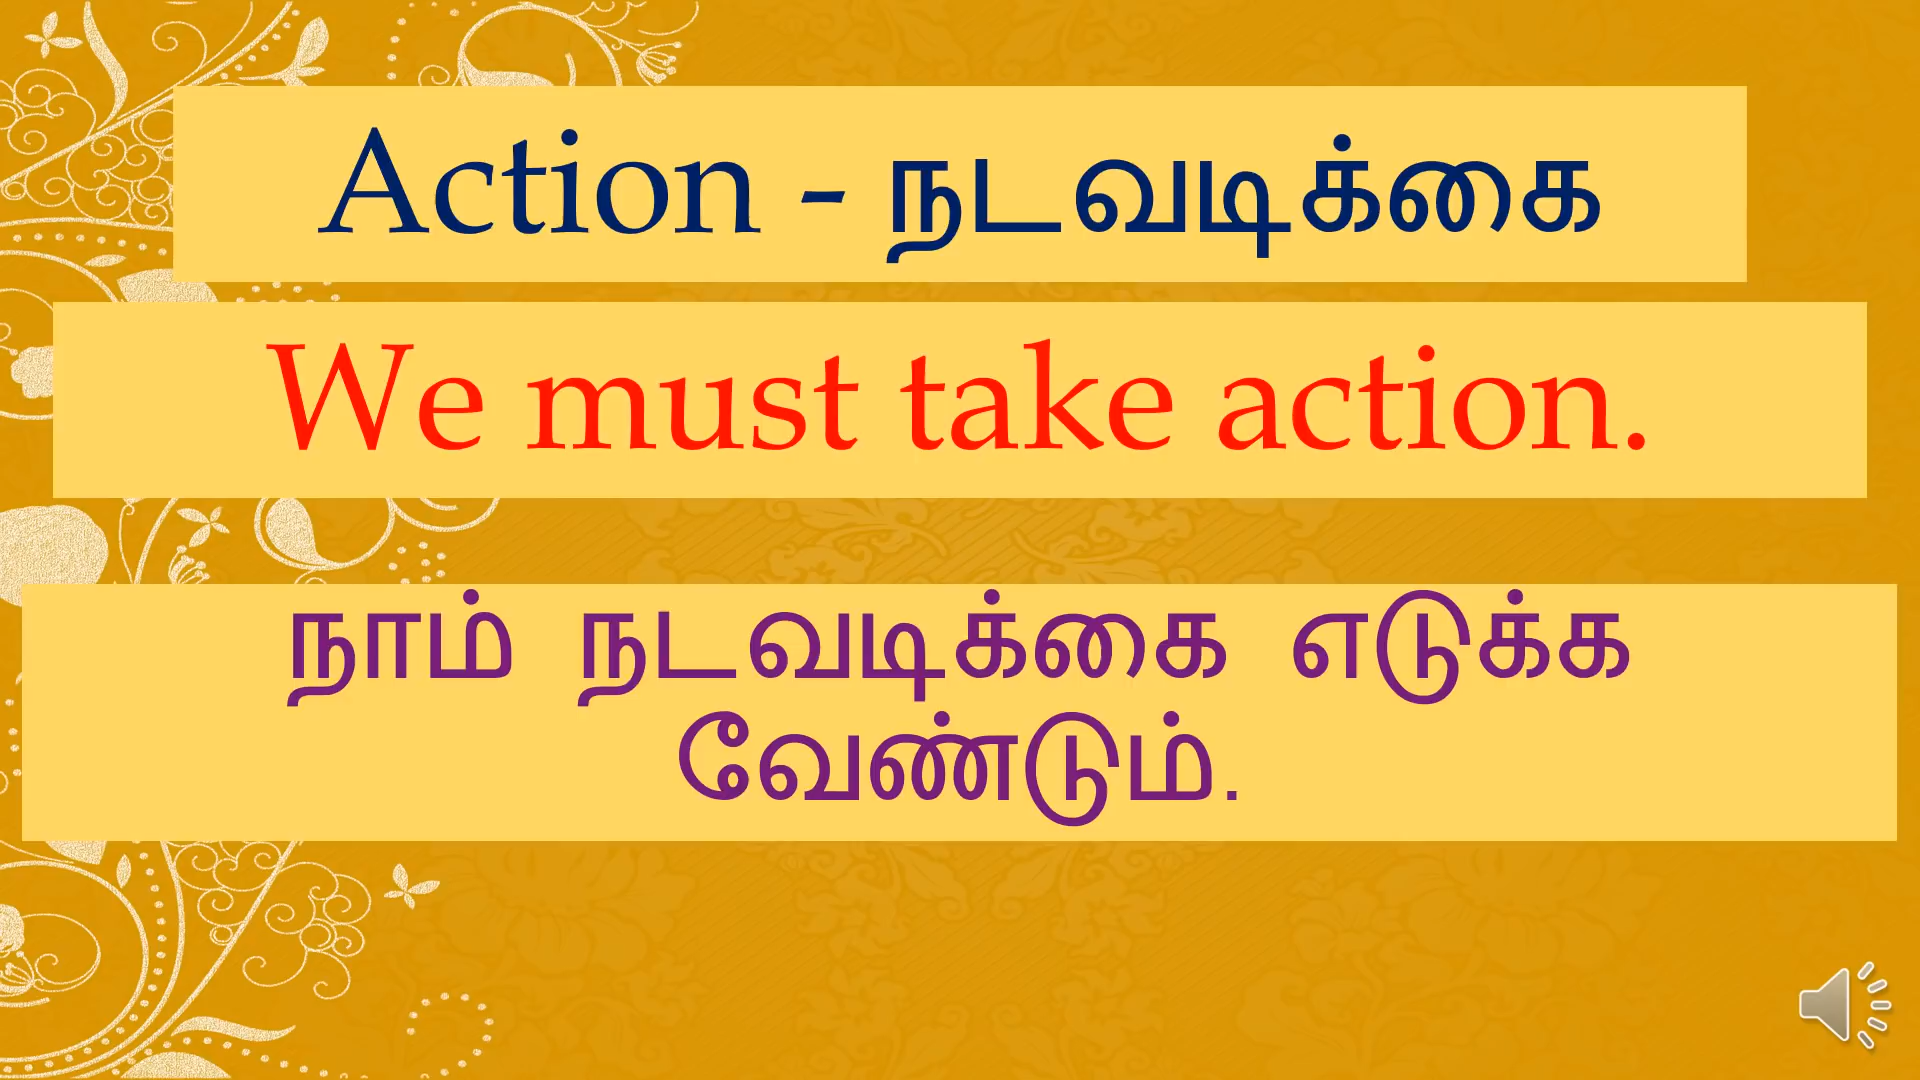 Action - நடவடிக்கை
We must take action.
நாம் நடவடிக்கை எடுக்க
வேண்டும்.